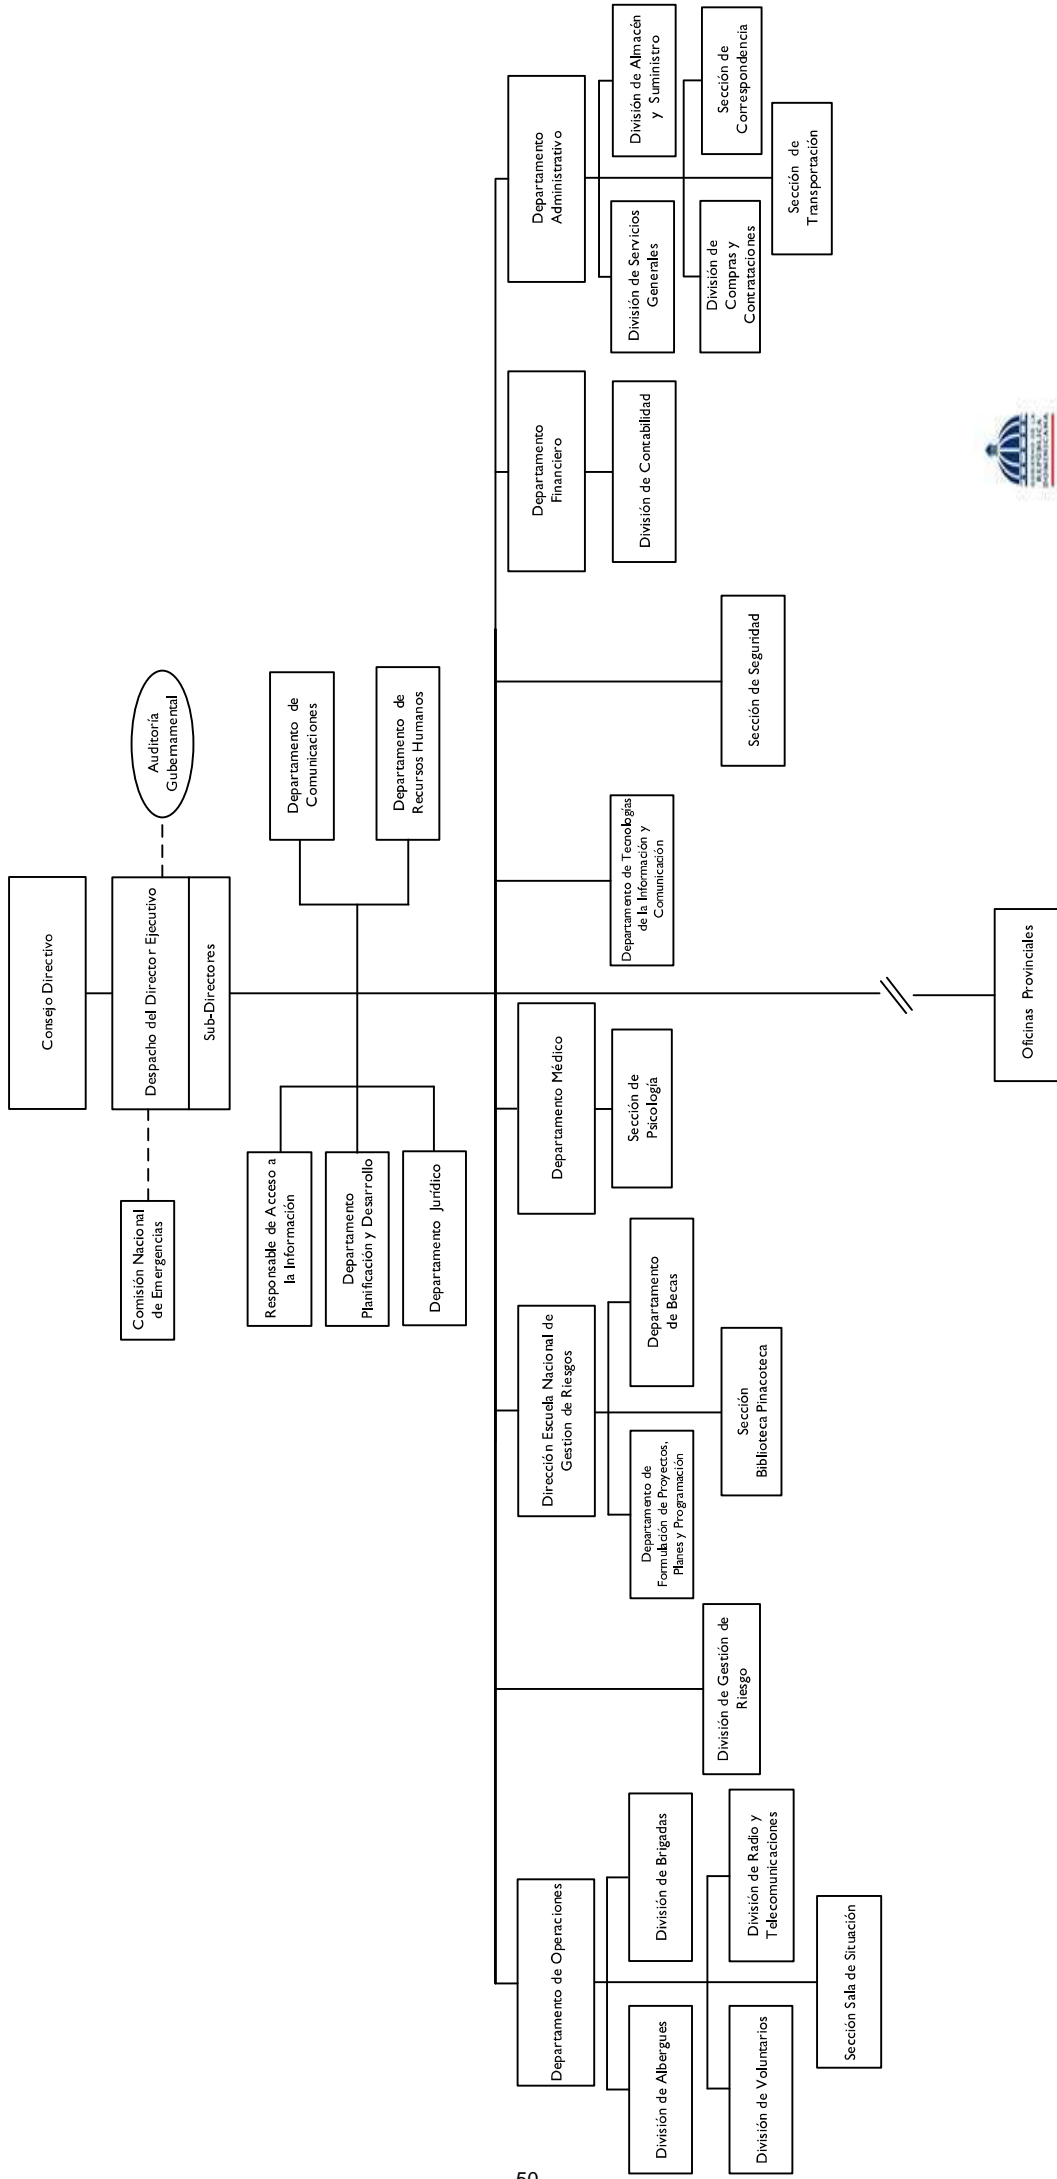 Consejo Directivo
Despacho del Director Ejecutivo
Sub-Directores
Auditoría
Gubernamental
Comisión Nacional
de Emergencias
Responsable de Acceso a
la Información
Departamento
Planificación y Desarrollo
Departamento Jurídico
Departamento de
Comunicaciones
Departamento de
Recursos Humanos
Departamento de Operaciones
División de Albergues
División de Brigadas
División de Voluntarios
División de Radio y
Telecomunicaciones
Sección Sala de Situación
División de Gestión de
Riesgo
Dirección Escuela Nacional de
Gestion de Riesgos
Departamento de
Formulación de Proyectos,
Planes y Programación
Departamento
de Becas
Sección
Biblioteca Pinacoteca
Departamento Médico
Sección de
Psicología
Departamento de Tecnologías
de la Información y
Comunicación
Sección de Seguridad
Departamento
Financiero
División de Contabilidad
Departamento
Administrativo
División de Servicios
Generales
División de Almacén
y Suministro
División de
Compras y
Contrataciones
Sección de
Correspondencia
Sección de
Transportación
Oficinas Provinciales
GOBIERNO DE LA
REPÚBLICA
DOMINICANA
50